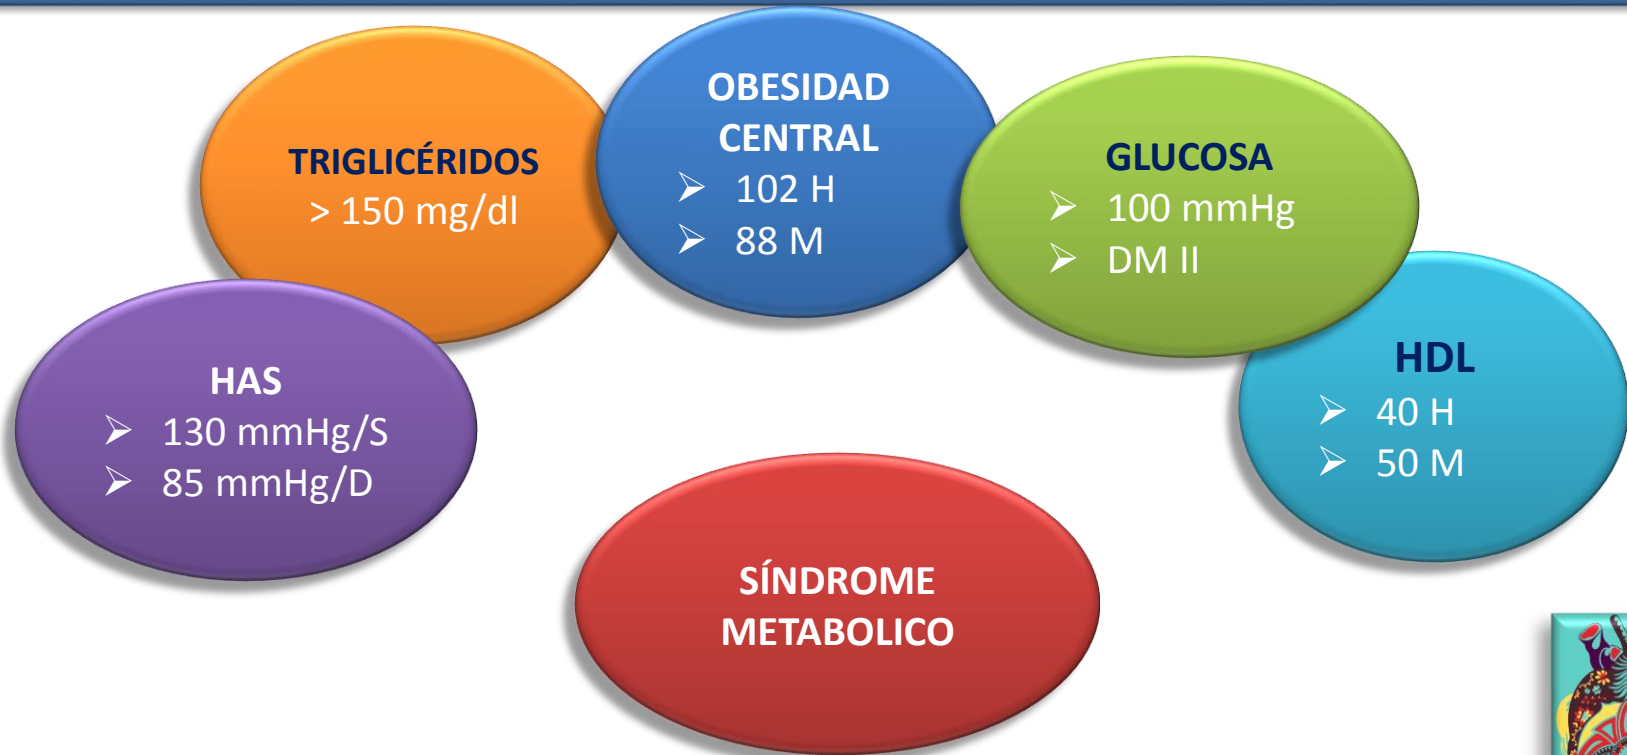 TRIGLICÉRIDOS
> 150 mg/dl
OBESIDAD
CENTRAL
➢ 102 H
➢ 88 M
GLUCOSA
➢ 100 mmHg
➢ DM II
HAS
➢ 130 mmHg/S
➢ 85 mmHg/D
HDL
➢ 40 H
➢ 50 M
SÍNDROME
METABOLICO